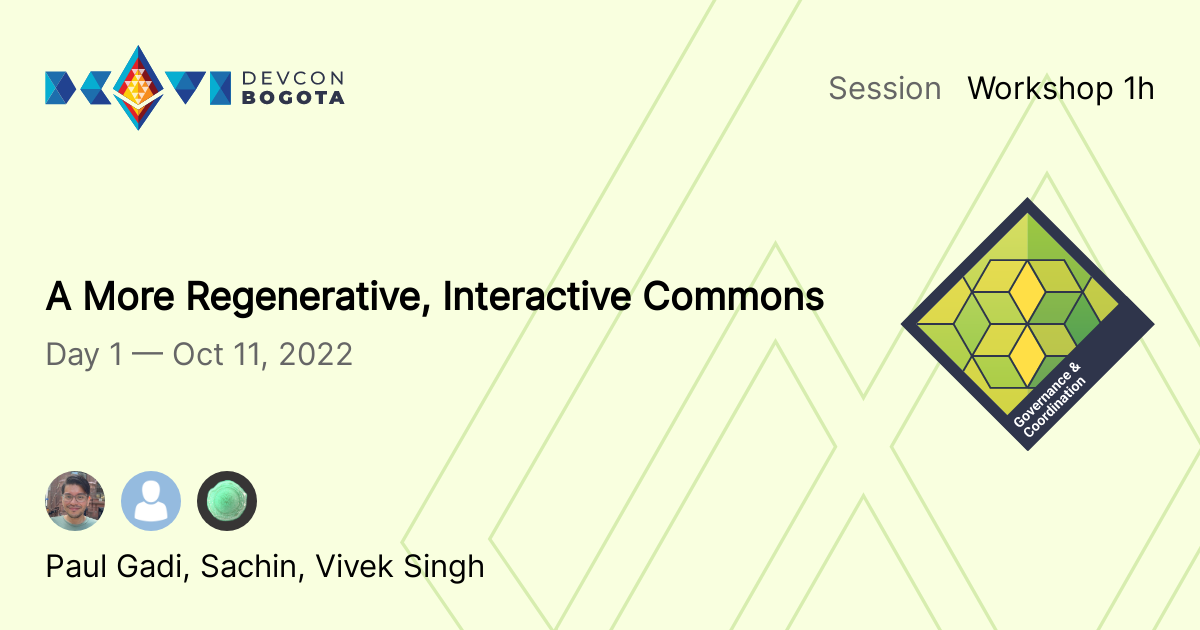 DEVCON
BOGOTA
Session Workshop 1h
A More Regenerative, Interactive Commons
Day 1 — Oct 11, 2022
Governance &
Coordination
Paul Gadi, Sachin, Vivek Singh